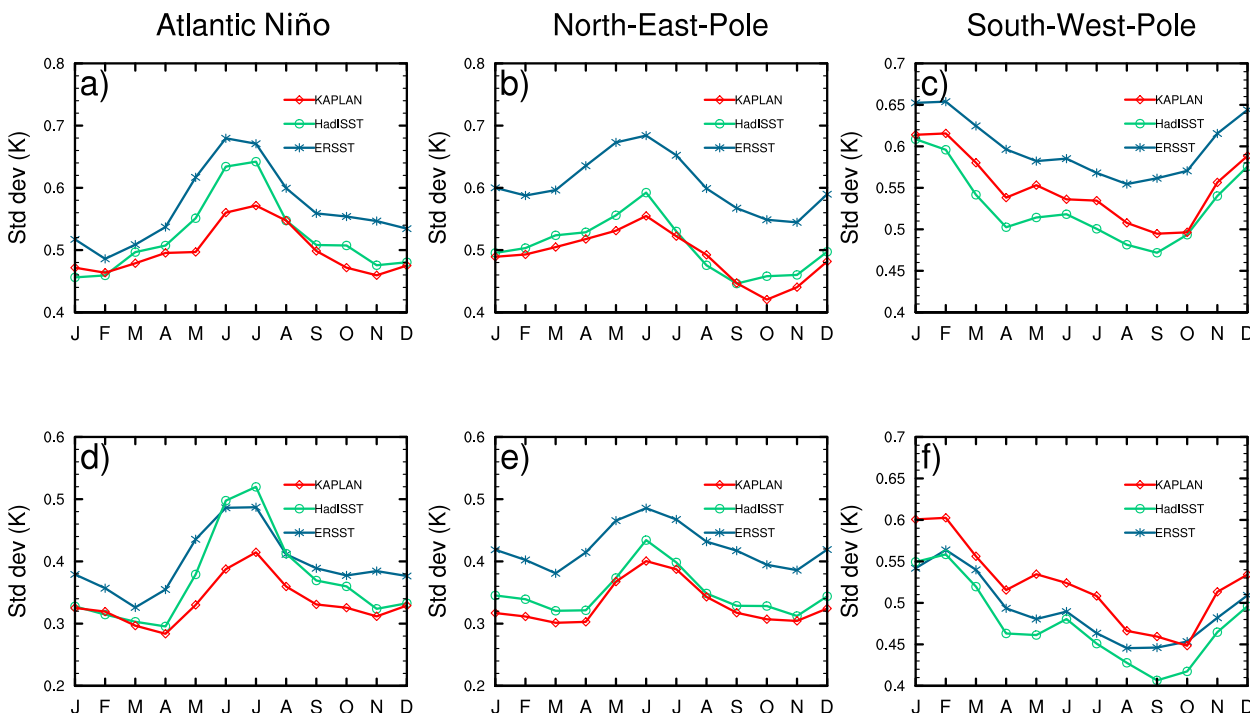 Atlantic Niño North-East-Pole South-West-Pole
a)
Std dev (K)
0.8
0.7
0.6
0.5
0.4
KAPLAN
HadISST
ERSST
J F M A M J J A S O N D
b)
Std dev (K)
0.8
0.7
0.6
0.5
0.4
KAPLAN
HadISST
ERSST
J F M A M J J A S O N D
c)
Std dev (K)
0.7
0.65
0.6
0.55
0.5
0.45
0.4
KAPLAN
HadISST
ERSST
J F M A M J J A S O N D
d)
Std dev (K)
0.6
0.5
0.4
0.3
0.2
KAPLAN
HadISST
ERSST
J F M A M J J A S O N D
e)
Std dev (K)
0.6
0.5
0.4
0.3
0.2
KAPLAN
HadISST
ERSST
J F M A M J J A S O N D
f)
Std dev (K)
0.7
0.65
0.6
0.55
0.5
0.45
0.4
KAPLAN
HadISST
ERSST
J F M A M J J A S O N D